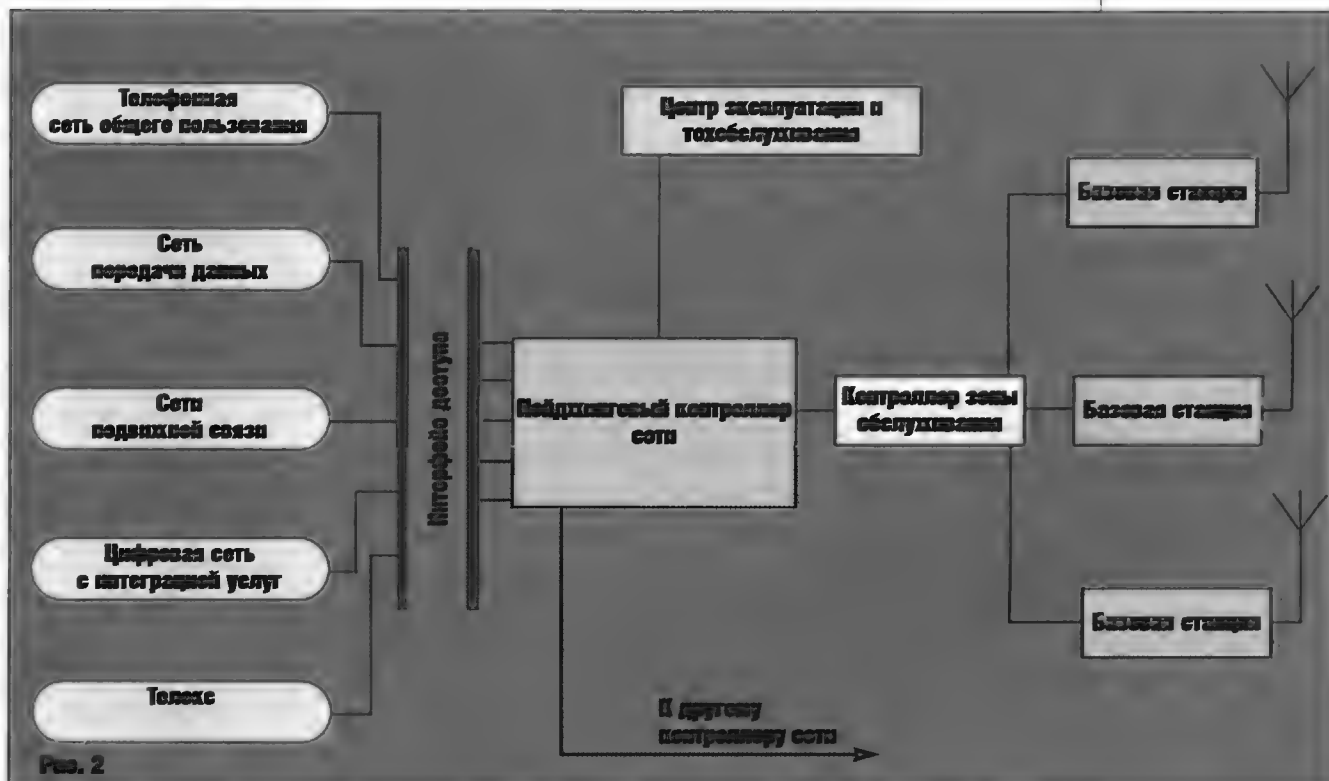 Телефонная
сеть общего пользования
Сеть
передачи данных
Сети
подвижной связи
Цифровая сеть
с интеграцией услуг
Телекс
Интерфейс доступа
Центр эксплуатации и
техобслуживания
Пейджинговый контроллер
сети
Контроллер зоны
обслуживания
Базовая станция
Базовая станция
Базовая станция
К другому
контроллеру сети
Рис. 2